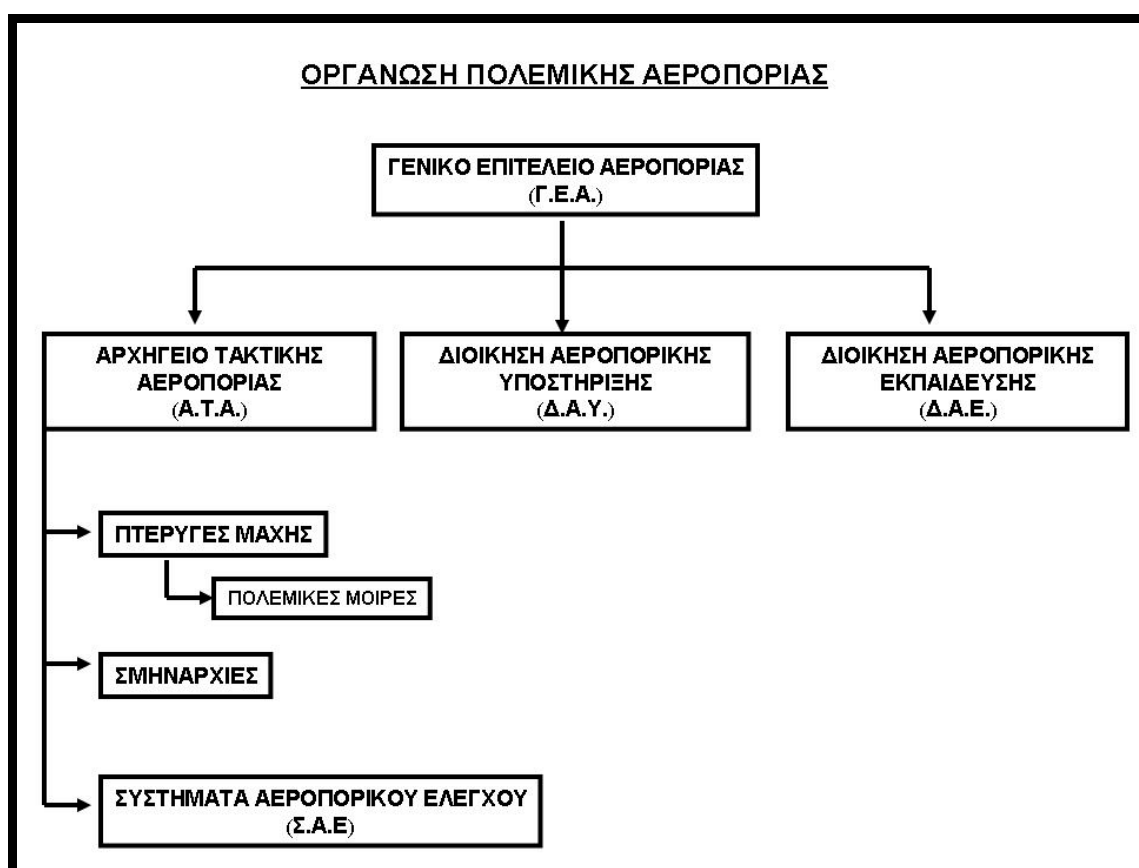 ΟΡΓΑΝΩΣΗ ΠΟΛΕΜΙΚΗΣ ΑΕΡΟΠΟΡΙΑΣ
ΓΕΝΙΚΟ ΕΠΙΤΕΛΕΙΟ ΑΕΡΟΠΟΡΙΑΣ
(Γ.Ε.Α.)
ΑΡΧΗΓΕΙΟ ΤΑΚΤΙΚΗΣ
ΑΕΡΟΠΟΡΙΑΣ
(Α.Τ.Α.)
ΔΙΟΙΚΗΣΗ ΑΕΡΟΠΟΡΙΚΗΣ
ΥΠΟΣΤΗΡΙΞΗΣ
(Δ.Α.Υ.)
ΔΙΟΙΚΗΣΗ ΑΕΡΟΠΟΡΙΚΗΣ
ΕΚΠΑΙΔΕΥΣΗΣ
(Δ.Α.Ε.)
ΠΤΕΡΥΓΕΣ ΜΑΧΗΣ
ΠΟΛΕΜΙΚΕΣ ΜΟΙΡΕΣ
ΣΜΗΝΑΡΧΙΕΣ
ΣΥΣΤΗΜΑΤΑ ΑΕΡΟΠΟΡΙΚΟΥ ΕΛΕΓΧΟΥ
(Σ.Α.Ε)